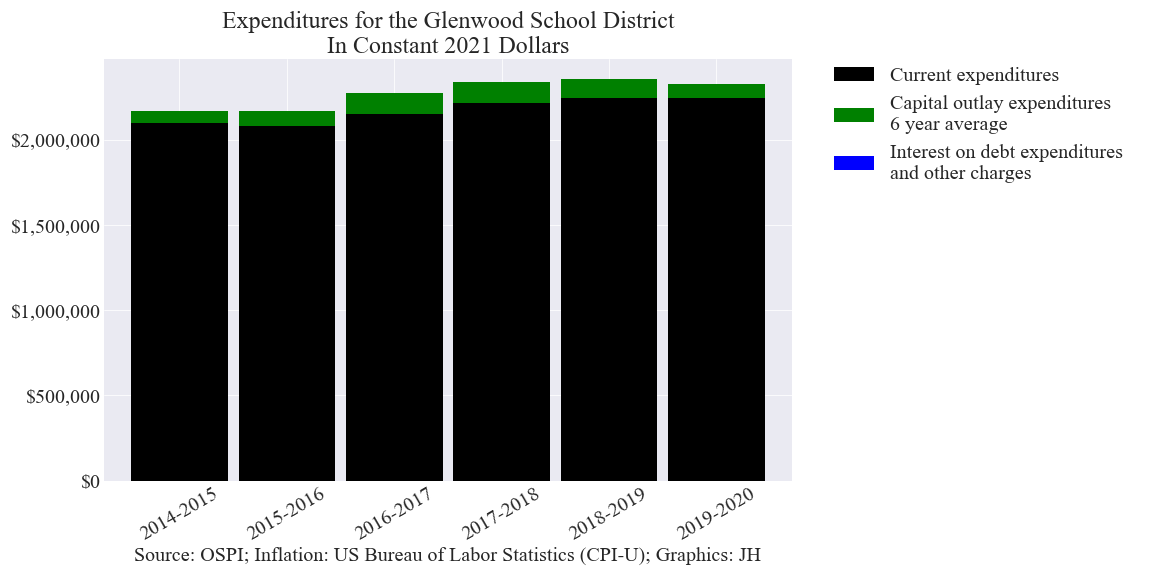 Expenditures for the Glenwood School District
In Constant 2021 Dollars
Current expenditures
Capital outlay expenditures
6 year average
Interest on debt expenditures
and other charges
$2,000,000
$1,500,000
$1,000,000
$500,000
$0
2014-2015
2015-2016
2016-2017
2017-2018
2018-2019
2019-2020
Source: OSPI; Inflation: US Bureau of Labor Statistics (CPI-U); Graphics: JH